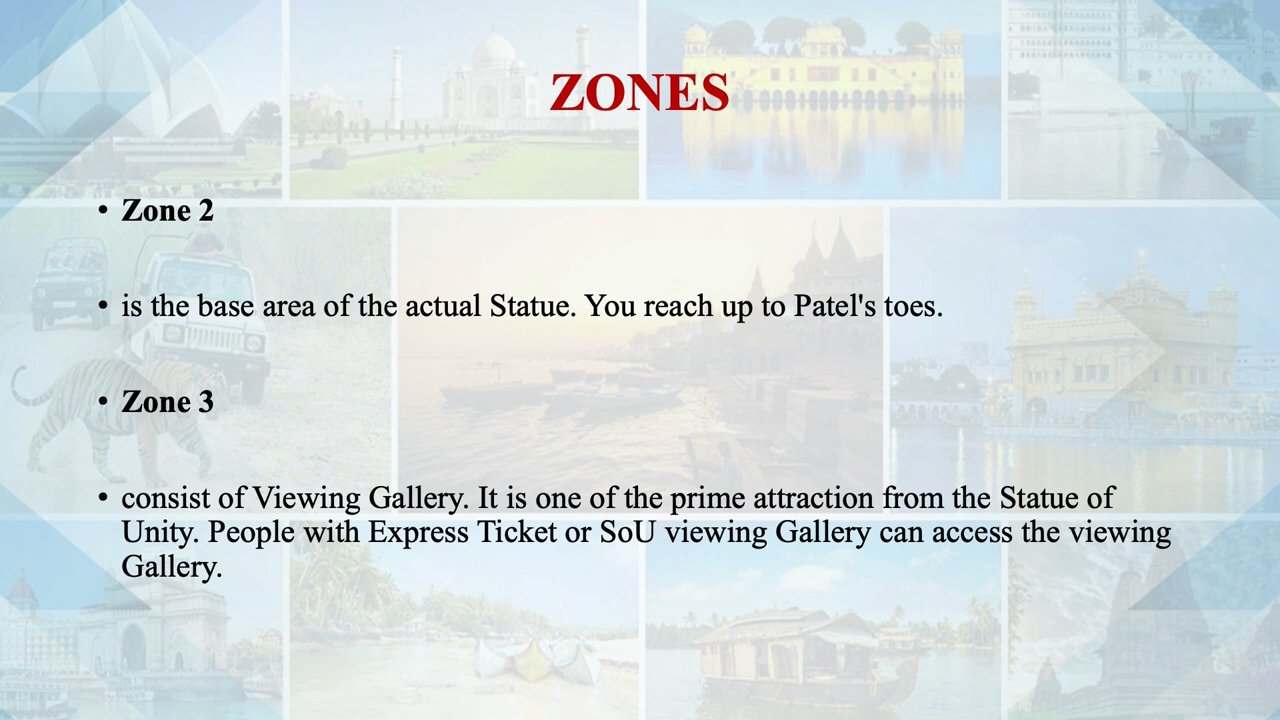 ZONES
• Zone 2
• is the base area of the actual Statue. You reach up to Patel's toes.
• Zone 3
• consist of Viewing Gallery. It is one of the prime attraction from the Statue of
Unity. People with Express Ticket or SoU viewing Gallery can access the viewing
Gallery.